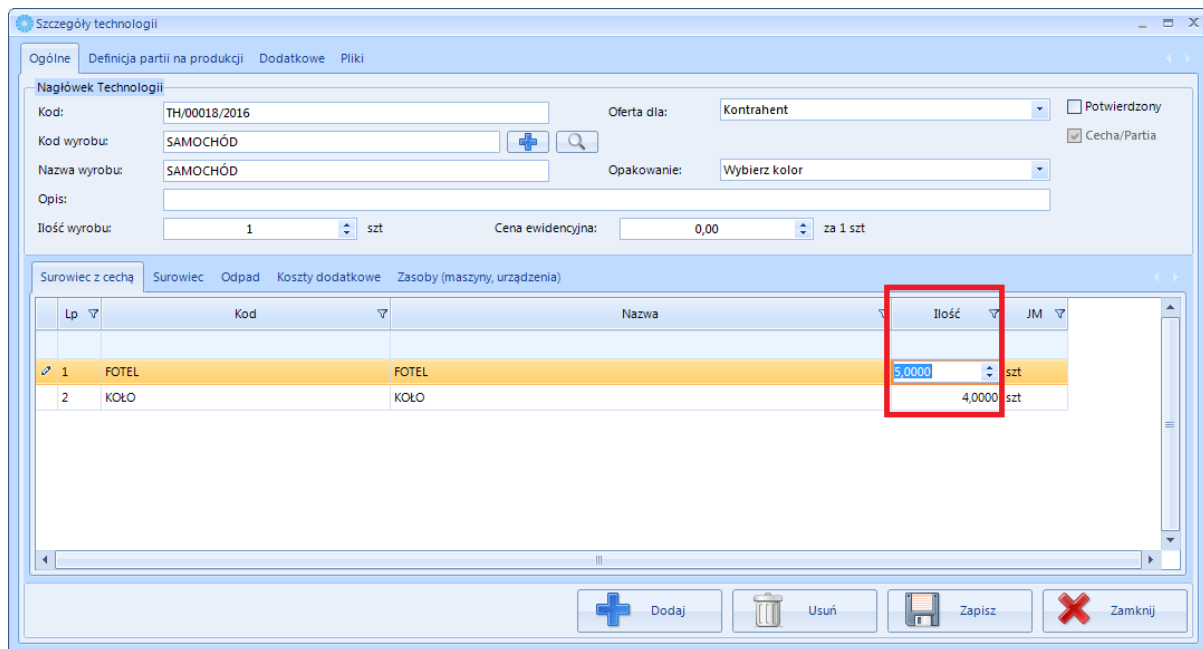 Szczegóły technologii
Ogólne Definicja partii na produkcji Dodatkowe Pliki
Nagłówek Technologii
Kod: TH/00018/2016 Oferta dla: Kontrahent Potwierdzony
Kod wyrobu: SAMOCHÓD Cecha/Partia
Nazwa wyrobu: SAMOCHÓD Opakowanie: Wybierz kolor
Opis:
Ilość wyrobu: 1 szt Cena ewidencyjna: 0,00 za 1 szt
Surowiec z cechą Surowiec Odpad Koszty dodatkowe Zasoby (maszyny, urządzenia)
Lp Kod Nazwa Ilość JM
1 FOTEL FOTEL 5,0000 szt
2 KOŁO KOŁO 4,0000 szt
Dodaj Usuń Zapisz Zamknij